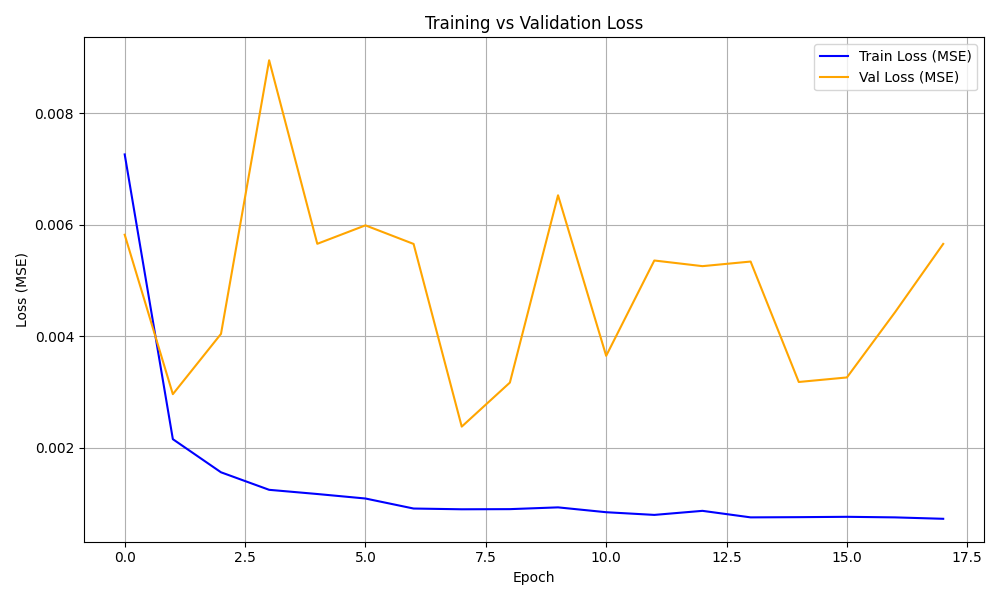 Training vs Validation Loss
Train Loss (MSE)
Val Loss (MSE)
Loss (MSE)
0.008
0.006
0.004
0.002
0.0 2.5 5.0 7.5 10.0 12.5 15.0 17.5
Epoch